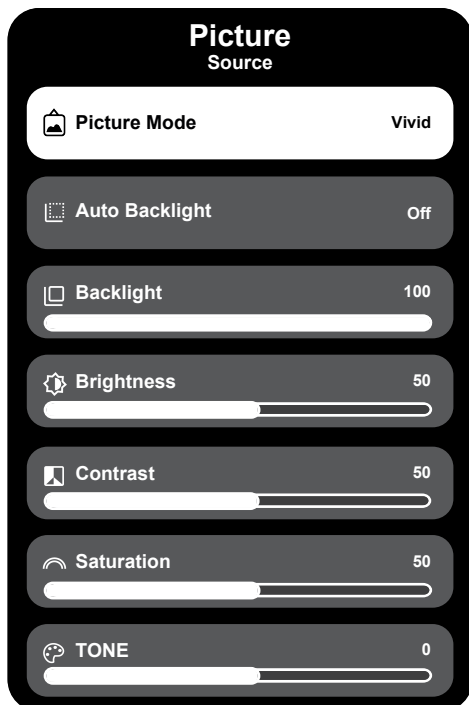 Picture
Source
Picture Mode Vivid
Auto Backlight Off
Backlight 100
Brightness 50
Contrast 50
Saturation 50
TONE 0